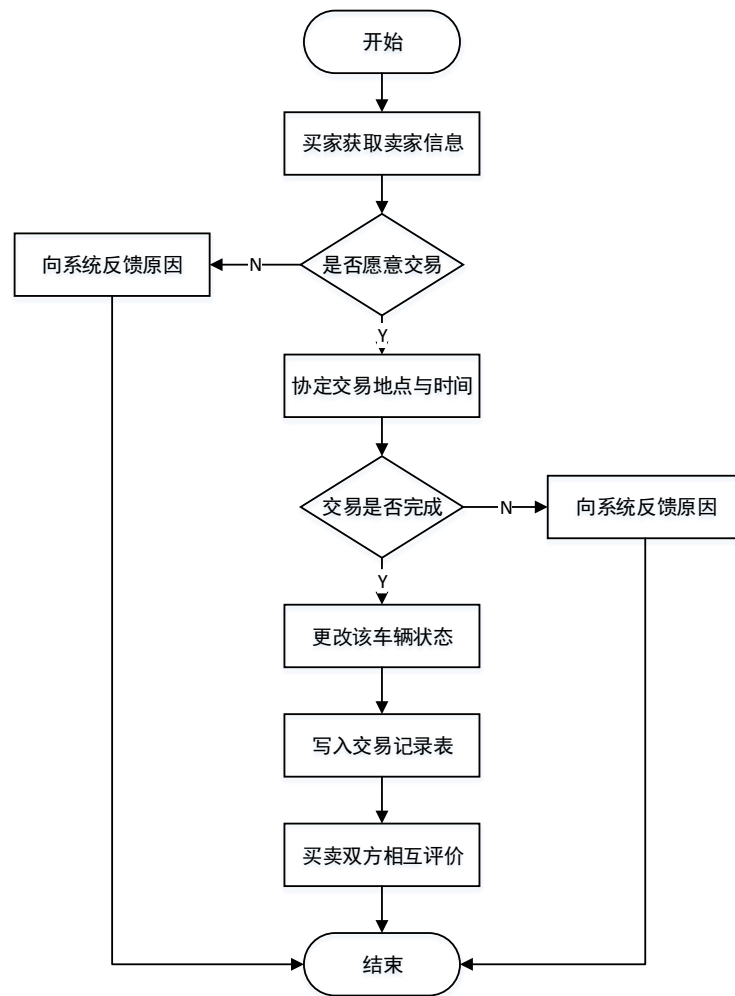 开始
买家获取卖家信息
是否愿意交易
N
向系统反馈原因
Y
协定交易地点与时间
交易是否完成
N
向系统反馈原因
Y
更改该车辆状态
写入交易记录表
买卖双方相互评价
结束